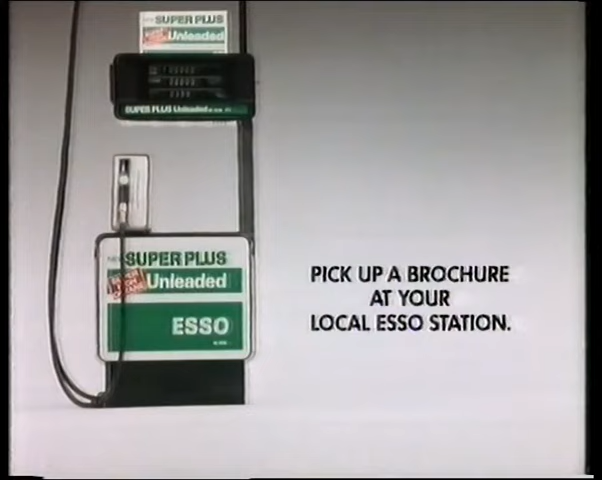 SUPER PLUS
Unleaded
SUPER PLUS Unleaded
SUPER PLUS
Unleaded
ESSO
PICK UP A BROCHURE
AT YOUR
LOCAL ESSO STATION.